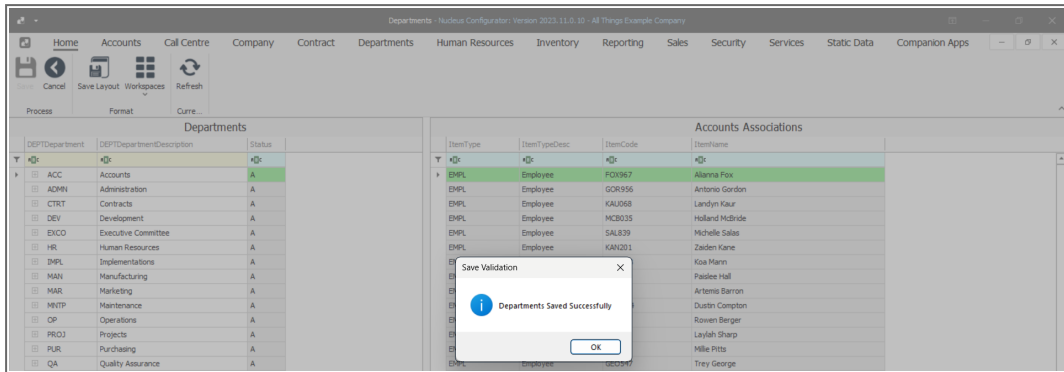 Departments - Nucleus Configurator: Version 2023.11.0.10 - All Things Example Company
Home Accounts Call Centre Company Contract Departments Human Resources Inventory Reporting Sales Security Services Static Data Companion Apps
Save Cancel Save Layout Workspaces Refresh
Process Format Curre...
Departments Accounts Associations
DEPTDepartment DEPTDepartmentDescription Status ItemType ItemTypeDesc ItemCode ItemName
ACC Accounts A EMPL Employee FOX967 Alianna Fox
ADMN Administration A EMPL Employee GOR956 Antonio Gordon
CTRT Contracts A EMPL Employee KAU068 Landyn Kaur
DEV Development A EMPL Employee MCB035 Holland McBride
EXCO Executive Committee A EMPL Employee SAL839 Michelle Salas
HR Human Resources A EMPL Employee KAN201 Zaiden Kane
IMPL Implementations A Koa Mann
MAN Manufacturing A Paislee Hall
MAR Marketing A Artemis Barron
MNTP Maintenance A Dustin Compton
OP Operations A Rowen Berger
PROJ Projects A Laylah Sharp
PUR Purchasing A Millie Pitts
QA Quality Assurance A EMPL Employee GEO547 Trey George
Save Validation
Departments Saved Successfully
OK